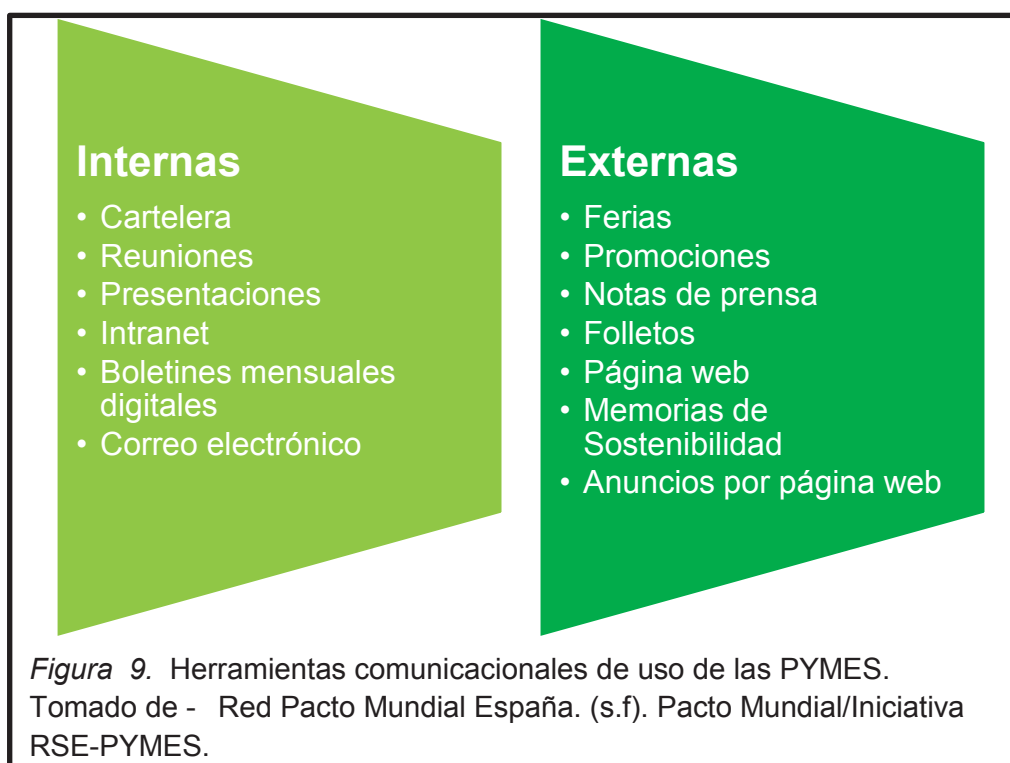 Internas
• Cartelera
• Reuniones
• Presentaciones
• Intranet
• Boletines mensuales
digitales
• Correo electrónico
Externas
• Ferias
• Promociones
• Notas de prensa
• Folletos
• Página web
• Memorias de
Sostenibilidad
• Anuncios por página web
Figura 9. Herramientas comunicacionales de uso de las PYMES.
Tomado de - Red Pacto Mundial España. (s.f). Pacto Mundial/Iniciativa
RSE-PYMES.